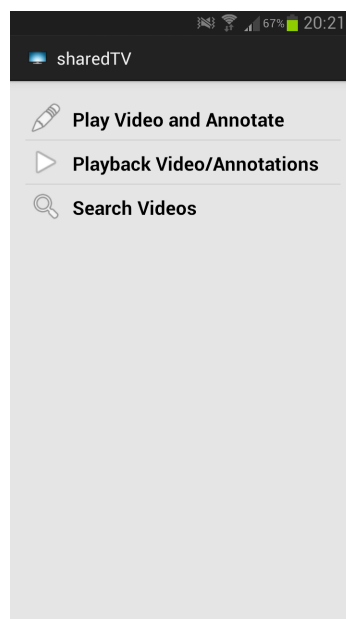 67% 20:21
sharedTV
Play Video and Annotate
Playback Video/Annotations
Search Videos